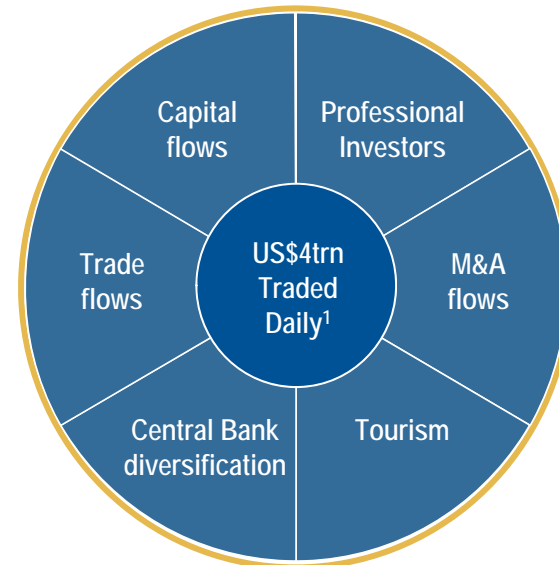 Capital
flows
Professional
Investors
Trade
flows
US$4trn
Traded
Daily¹
M&A
flows
Central Bank
diversification
Tourism